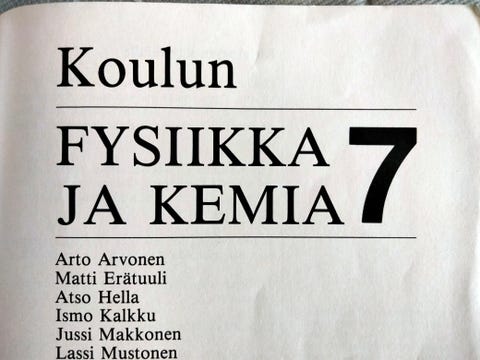 Koulun
FYSIIKKA
JA KEMIA 7
Arto Arvonen
Matti Erätuuli
Atso Hella
Ismo Kalkku
Jussi Makkonen
Lassi Mustonen